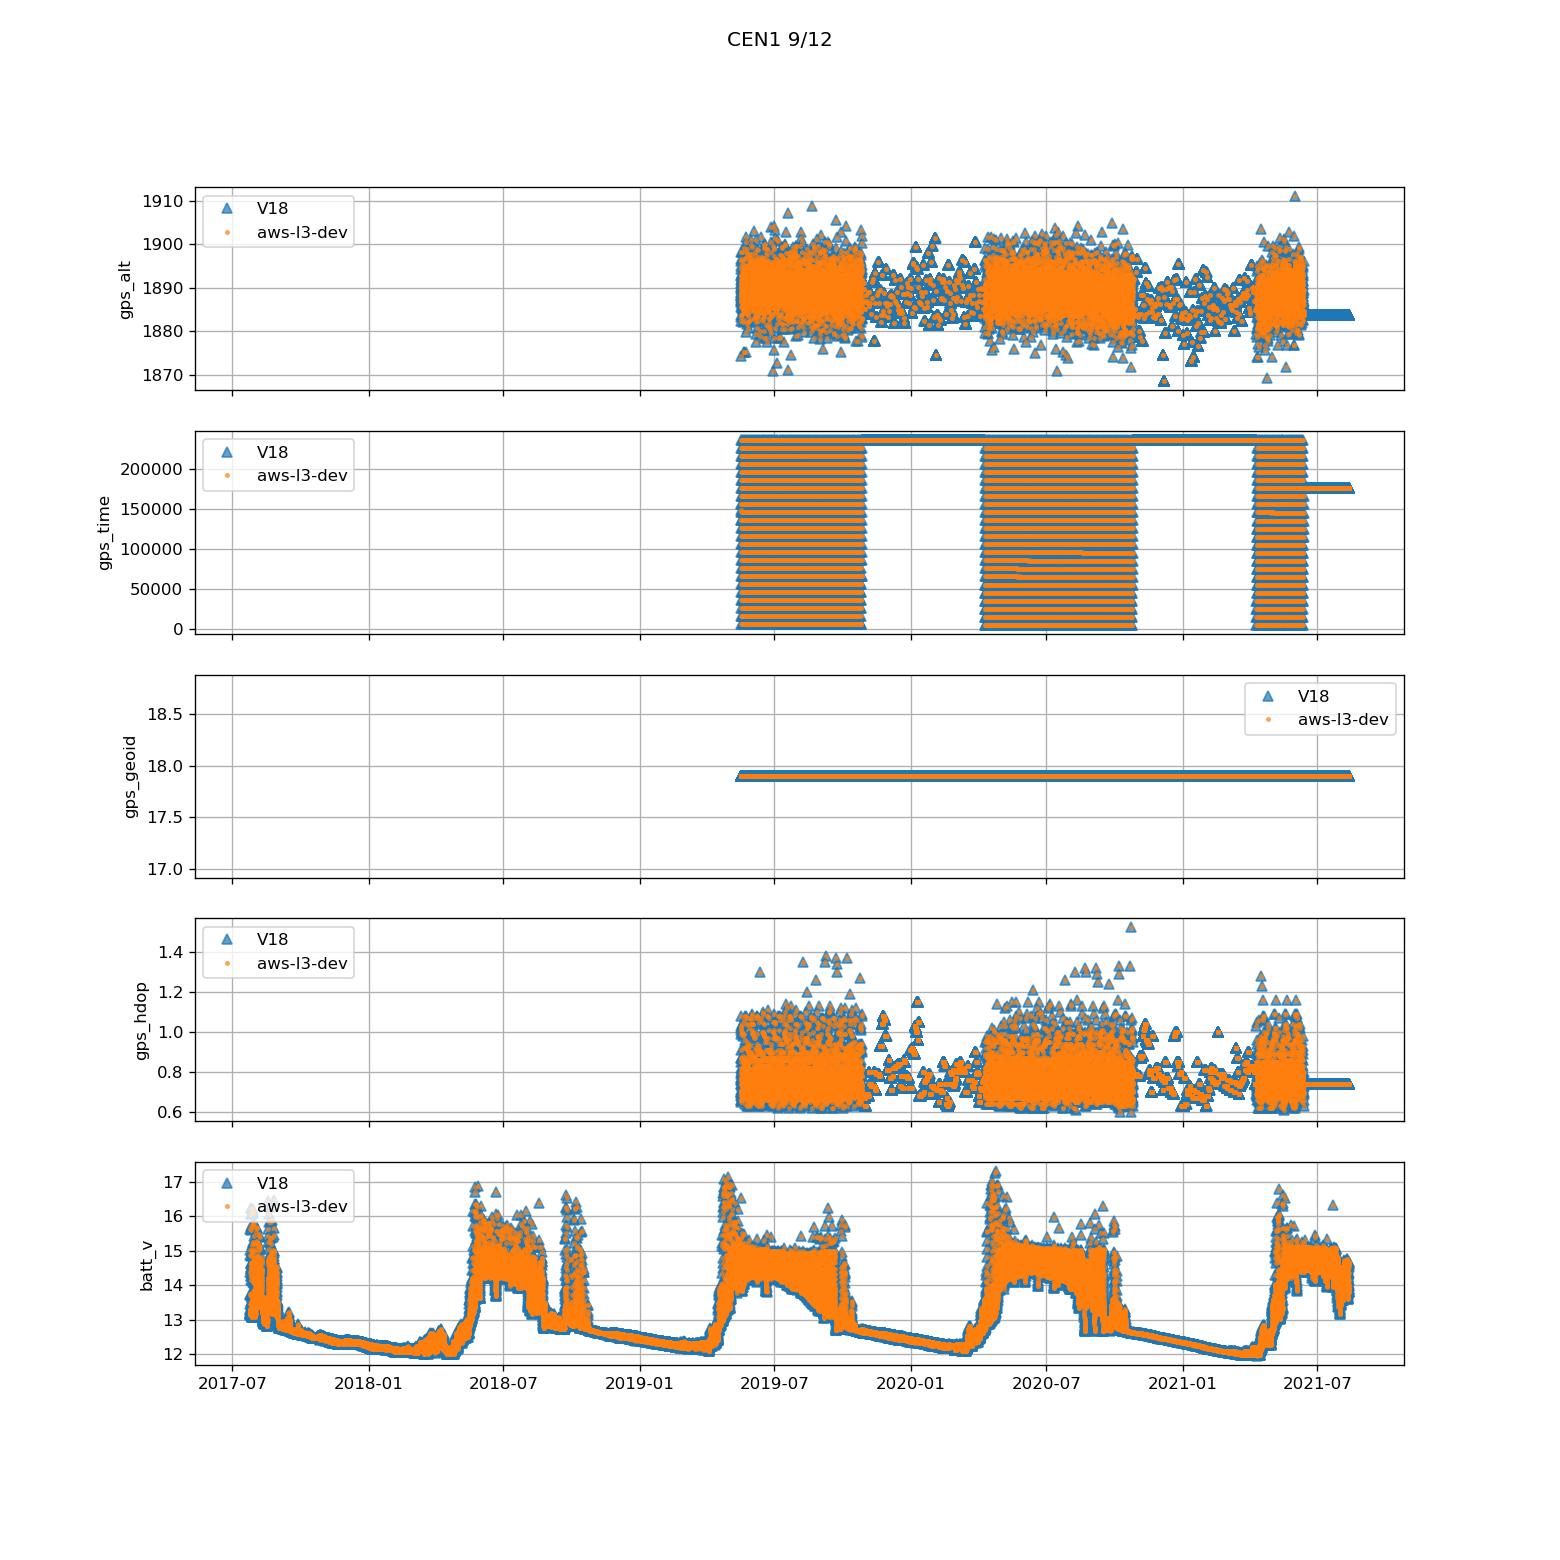 CEN1 9/12
1910
1900
1890
1880
1870
gps_alt
V18
aws-l3-dev
200000
150000
100000
50000
0
gps_time
V18
aws-l3-dev
18.5
18.0
17.5
17.0
gps_geoid
V18
aws-l3-dev
1.4
1.2
1.0
0.8
0.6
gps_hdop
V18
aws-l3-dev
17
16
15
14
13
12
batt_v
V18
aws-l3-dev
2017-07 2018-01 2018-07 2019-01 2019-07 2020-01 2020-07 2021-01 2021-07